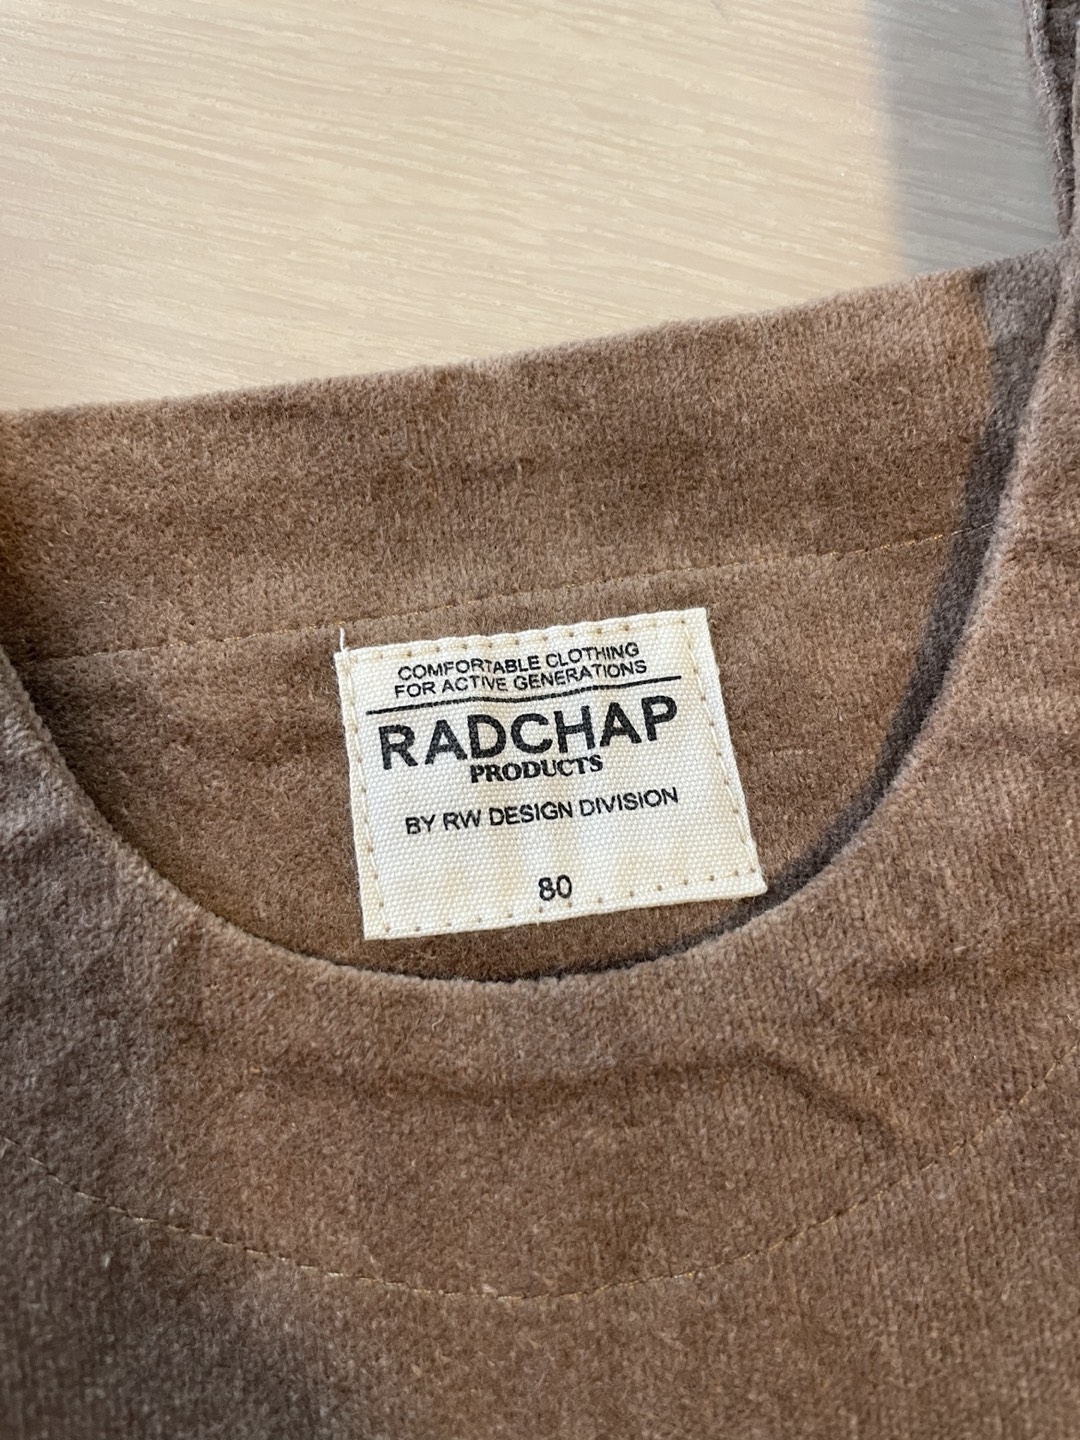 COMFORTABLE CLOTHING
FOR ACTIVE GENERATIONS
RADCHAP
PRODUCTS
BY RW DESIGN DIVISION
80